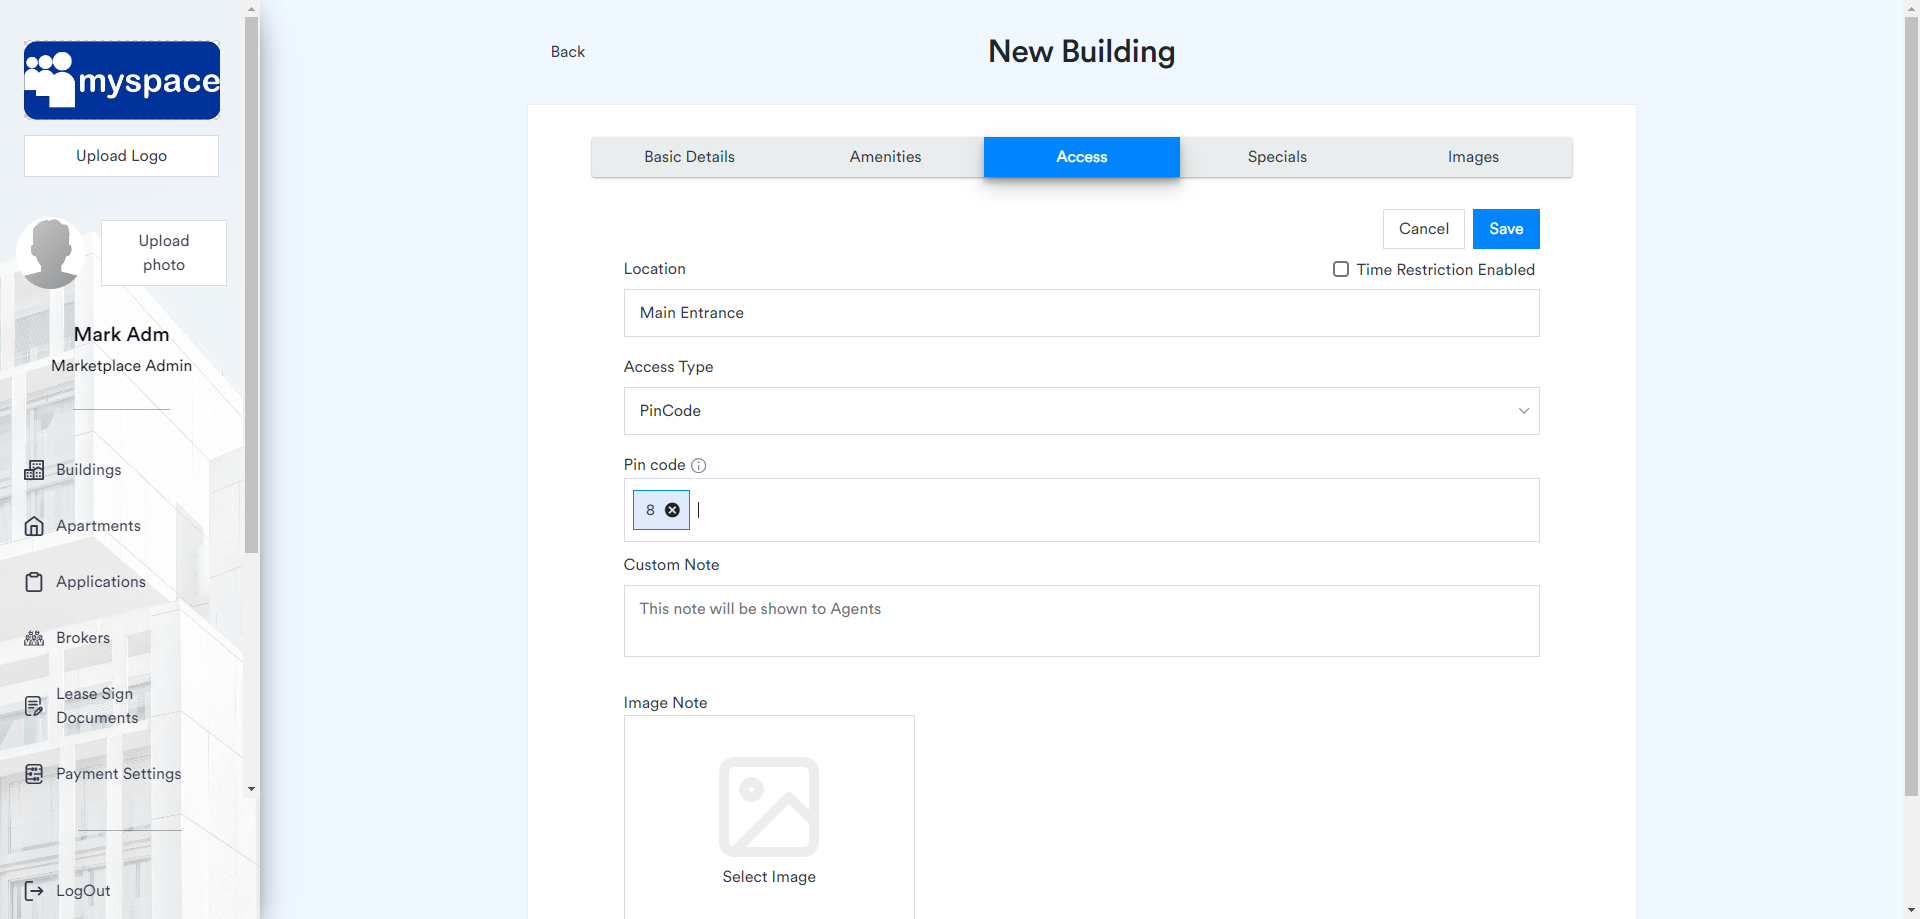 myspace
Upload Logo
Upload
photo
Mark Adm
Marketplace Admin
Buildings
Apartments
Applications
Brokers
Lease Sign
Documents
Payment Settings
LogOut
Back
New Building
Basic Details
Amenities
Access
Specials
Images
Cancel
Save
Location
Time Restriction Enabled
Main Entrance
Access Type
PinCode
Pin code
8
Custom Note
This note will be shown to Agents
Image Note
Select Image